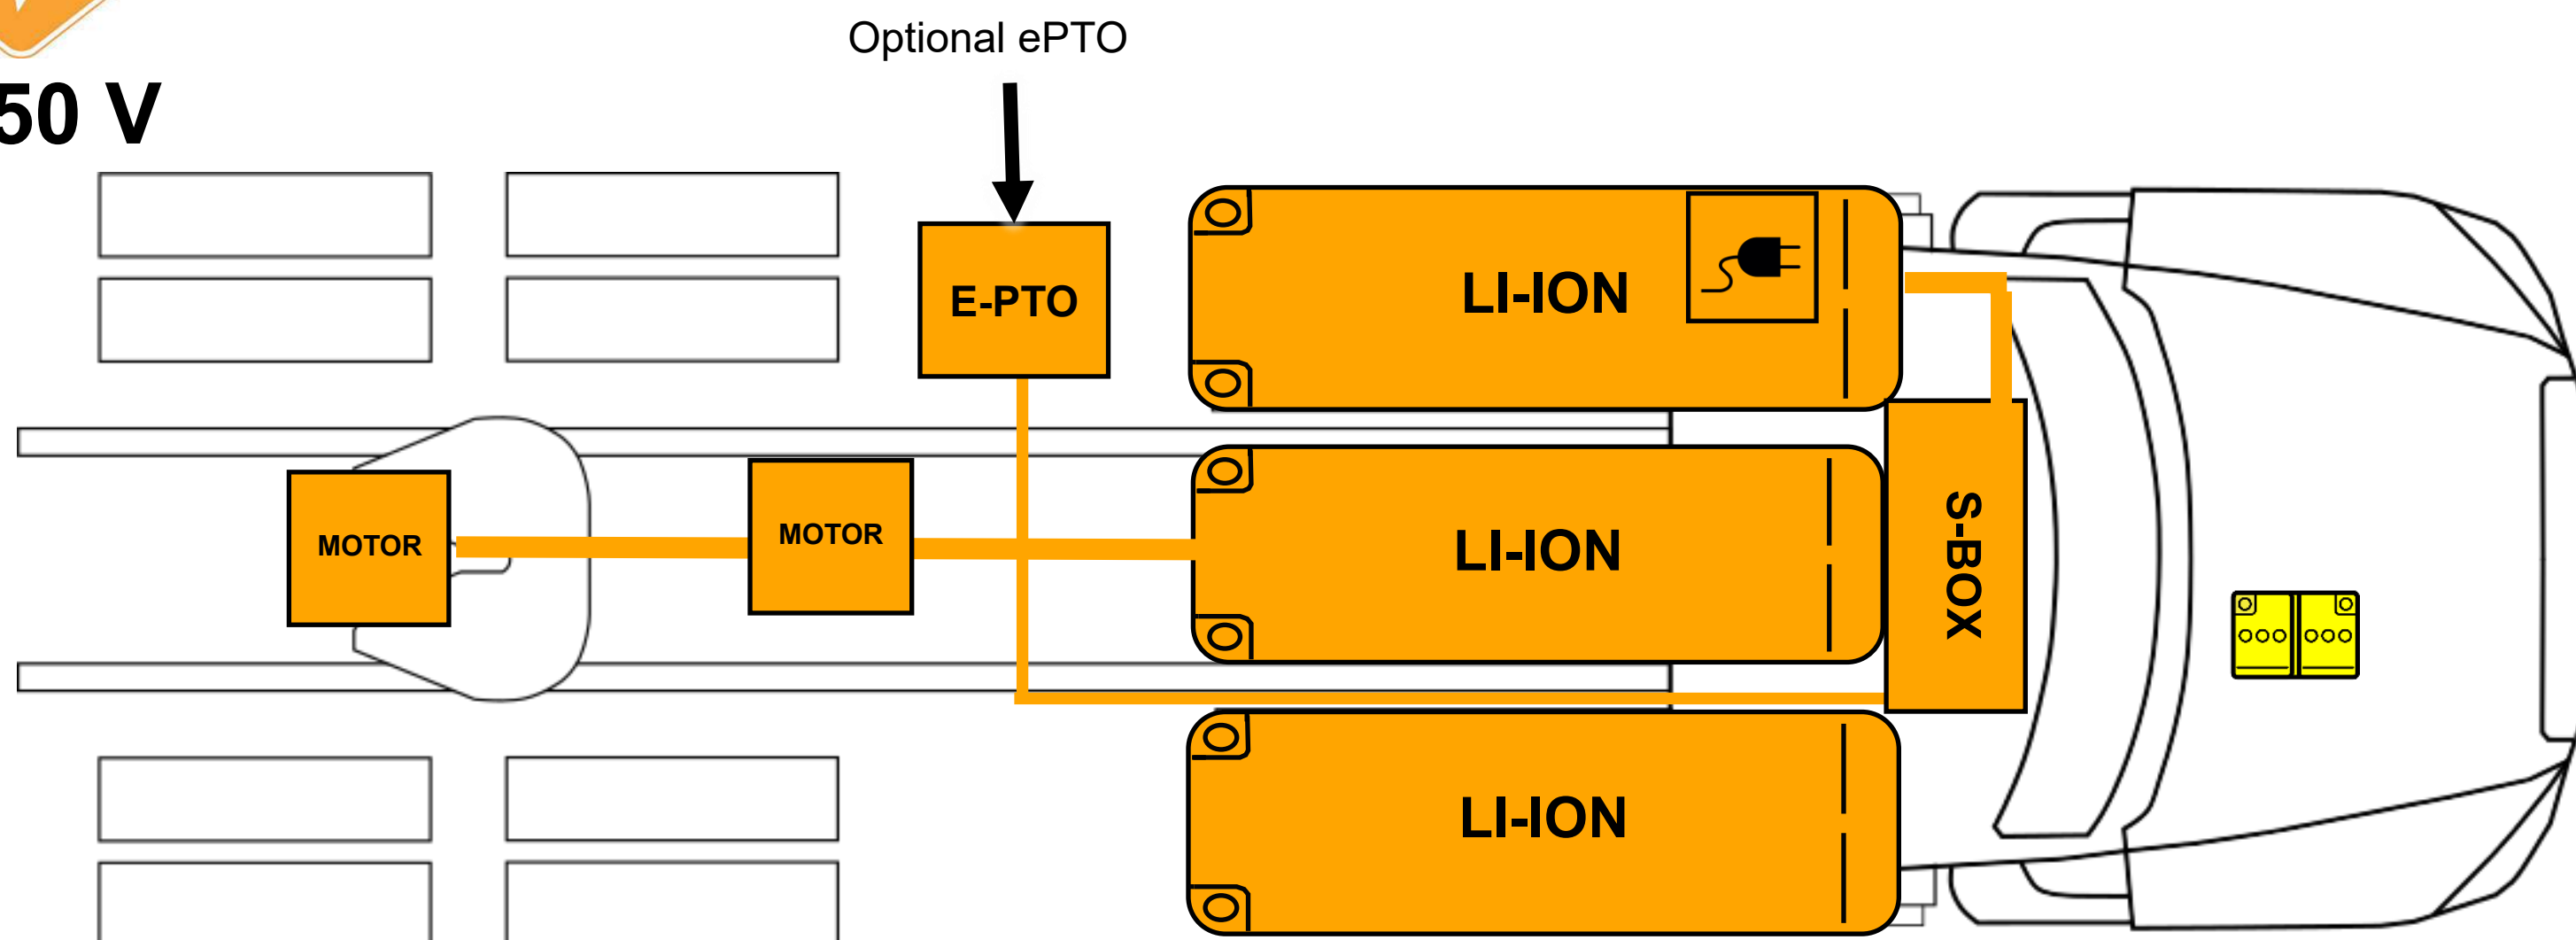 Optional ePTO
50 V
E-PTO
LI-ION
MOTOR
MOTOR
LI-ION
S-BOX
LI-ION